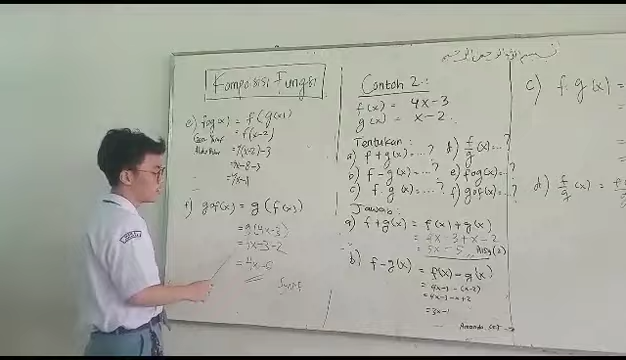 Komposisi Fungsi
e) fog(x) = f(g(x))
= f(x-2)
= 4(x-2)-3
= 4x-8-3
= 4x-11
f) gof(x) = g(f(x))
= g(4x-3)
= 4x-3-2
= 4x-5
Contoh 2:
f(x) = 4x-3
g(x) = x-2
Tentukan:
a) f+g(x)=...? d) f/g(x)=...?
b) f-g(x)=...? e) fog(x)=...?
c) f.g(x)=...? f) gof(x)=...?
Jawab:
a) f+g(x) = f(x)+g(x)
= 4x-3+x-2
= 5x-5
b) f-g(x) = f(x)-g(x)
= 4x-3-(x-2)
= 4x-3-x+2
= 3x-1
c) f.g(x) =
d) f/g(x) =